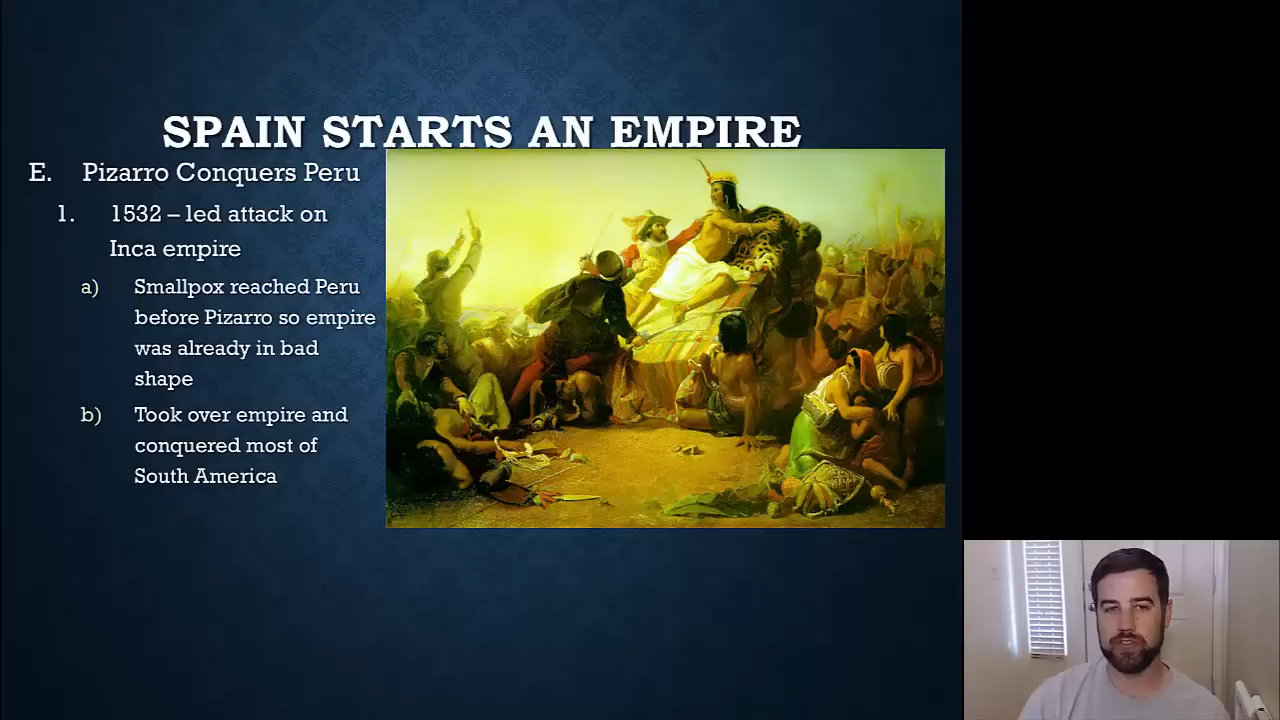 SPAIN STARTS AN EMPIRE
E. Pizarro Conquers Peru
1. 1532 – led attack on
Inca empire
a) Smallpox reached Peru
before Pizarro so empire
was already in bad
shape
b) Took over empire and
conquered most of
South America